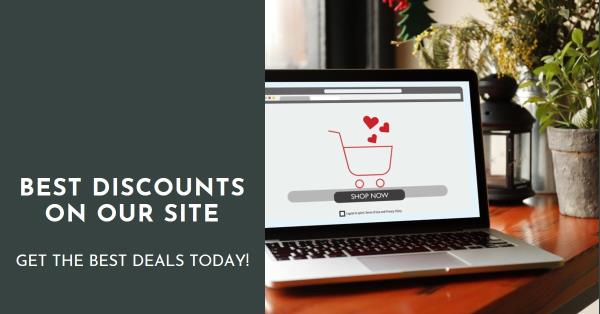 BEST DISCOUNTS
ON OUR SITE
GET THE BEST DEALS TODAY!
SHOP NOW